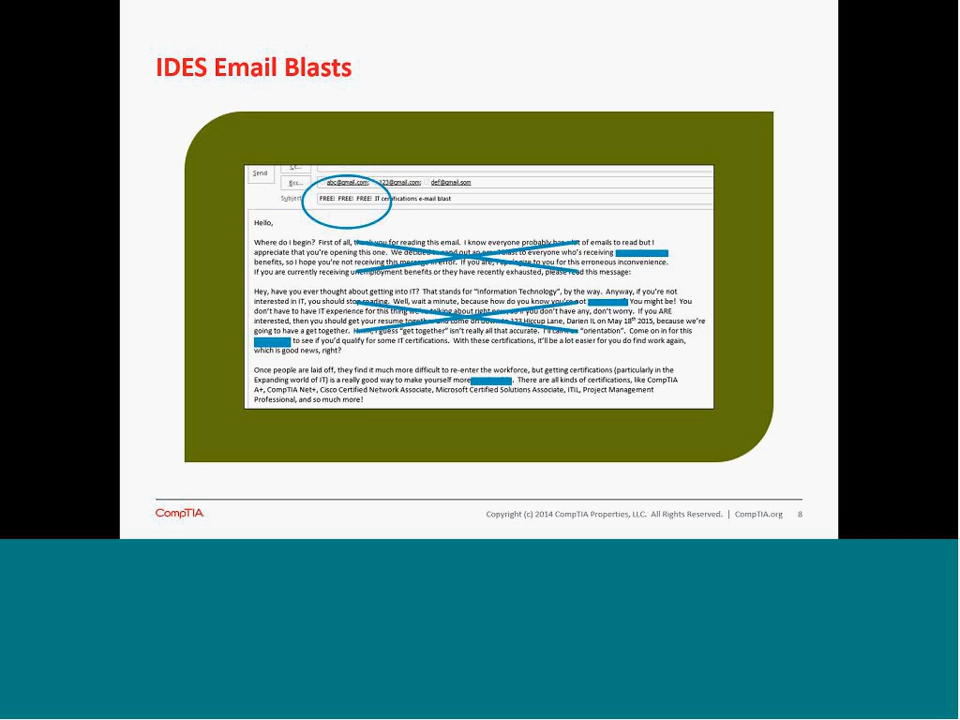 IDES Email Blasts
Send
Cc...
Bcc...
abc@gmail.com; 123@gmail.com; def@gmail.som
Subject
FREE! FREE! FREE! IT certifications e-mail blast
Hello,
Where do I begin? First of all, thank you for reading this email. I know everyone probably has a lot of emails to read but I
appreciate that you're opening this one. We decided to send out an email blast to everyone who's receiving
benefits, so I hope you're not receiving this message in error. If you are, I apologize to you for this erroneous inconvenience.
If you are currently receiving unemployment benefits or they have recently exhausted, please read this message:
Hey, have you ever thought about getting into IT? That stands for "Information Technology", by the way. Anyway, if you're not
interested in IT, you should stop reading. Well, wait a minute, because how do you know you're not You might be! You
don't have to have IT experience for this thing we're talking about right now, so if you don't have any, don't worry. If you ARE
interested, then you should get your resume together and come on down to 123 Hiccup Lane, Darien IL on May 18th 2015, because we're
going to have a get together. I guess "get together" isn't really all that accurate. I'll call it an "orientation". Come on in for this
to see if you'd qualify for some IT certifications. With these certifications, it'll be a lot easier for you do find work again,
which is good news, right?
Once people are laid off, they find it much more difficult to re-enter the workforce, but getting certifications (particularly in the
Expanding world of IT) is a really good way to make yourself more . There are all kinds of certifications, like CompTIA
A+, CompTIA Net+, Cisco Certified Network Associate, Microsoft Certified Solutions Associate, ITIL, Project Management
Professional, and so much more!
CompTIA
Copyright (c) 2014 CompTIA Properties, LLC. All Rights Reserved. | CompTIA.org 8